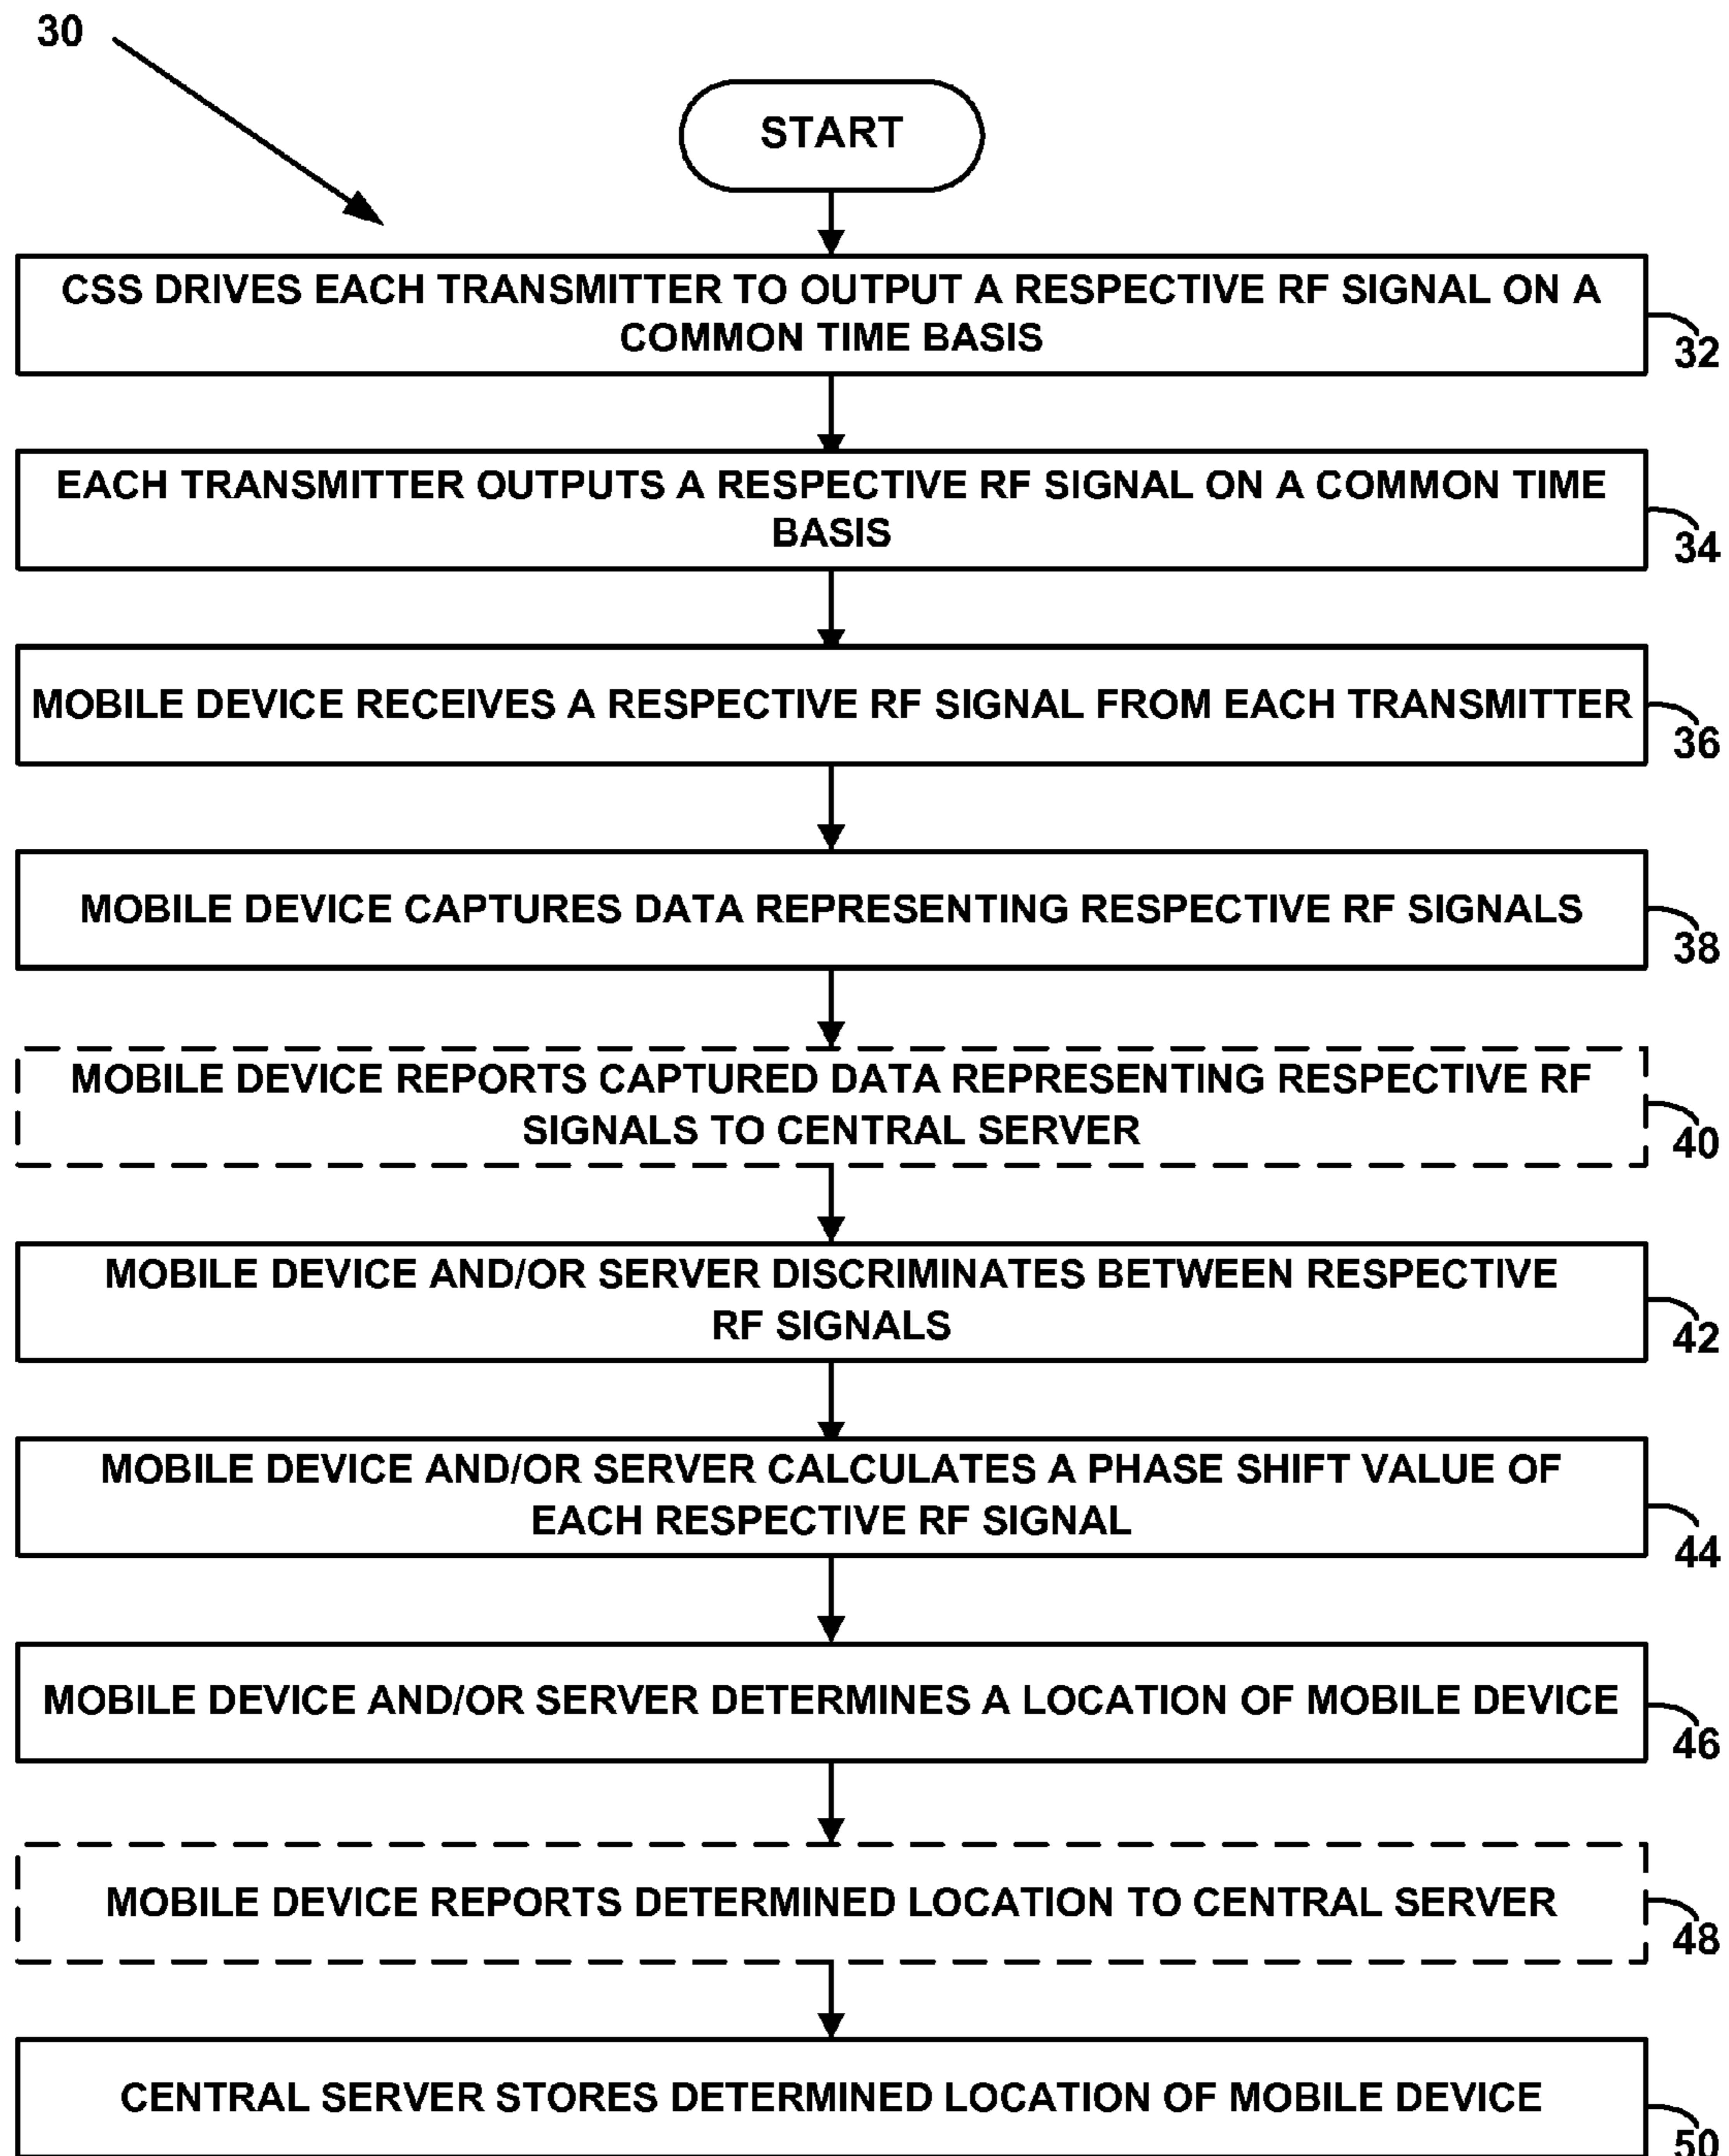 30
START
CSS DRIVES EACH TRANSMITTER TO OUTPUT A RESPECTIVE RF SIGNAL ON A
COMMON TIME BASIS
32
EACH TRANSMITTER OUTPUTS A RESPECTIVE RF SIGNAL ON A COMMON TIME
BASIS
34
MOBILE DEVICE RECEIVES A RESPECTIVE RF SIGNAL FROM EACH TRANSMITTER
36
MOBILE DEVICE CAPTURES DATA REPRESENTING RESPECTIVE RF SIGNALS
38
MOBILE DEVICE REPORTS CAPTURED DATA REPRESENTING RESPECTIVE RF
SIGNALS TO CENTRAL SERVER
40
MOBILE DEVICE AND/OR SERVER DISCRIMINATES BETWEEN RESPECTIVE
RF SIGNALS
42
MOBILE DEVICE AND/OR SERVER CALCULATES A PHASE SHIFT VALUE OF
EACH RESPECTIVE RF SIGNAL
44
MOBILE DEVICE AND/OR SERVER DETERMINES A LOCATION OF MOBILE DEVICE
46
MOBILE DEVICE REPORTS DETERMINED LOCATION TO CENTRAL SERVER
48
CENTRAL SERVER STORES DETERMINED LOCATION OF MOBILE DEVICE
50